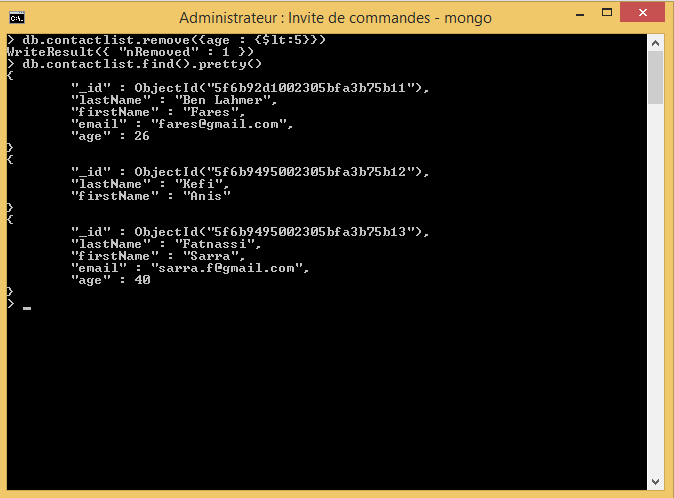 Administrateur : Invite de commandes - mongo
> db.contactlist.remove({age : {$lt:5}})
WriteResult({ "nRemoved" : 1 })
> db.contactlist.find().pretty()
{
"_id" : ObjectId("5f6b92d1002305bfa3b75b11"),
"lastName" : "Ben Lahmer",
"firstName" : "Fares",
"email" : "fares@gmail.com",
"age" : 26
}
{
"_id" : ObjectId("5f6b9495002305bfa3b75b12"),
"lastName" : "Kefi",
"firstName" : "Anis"
}
{
"_id" : ObjectId("5f6b9495002305bfa3b75b13"),
"lastName" : "Fatnassi",
"firstName" : "Sarra",
"email" : "sarra.f@gmail.com",
"age" : 40
}
> _